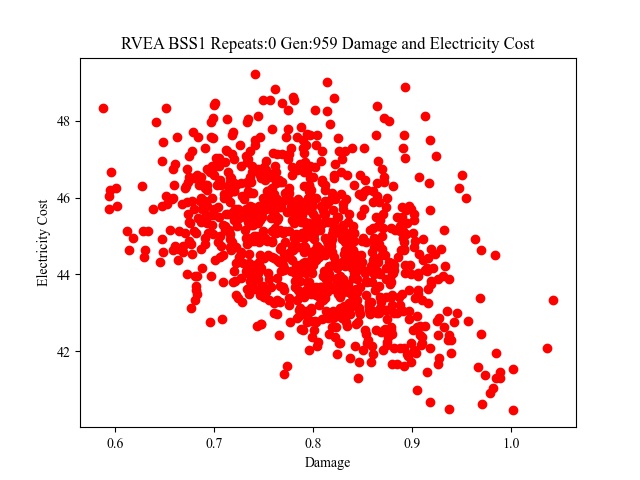 RVEA BSS1 Repeats:0 Gen:959 Damage and Electricity Cost
48
46
44
42
Electricity Cost
0.6 0.7 0.8 0.9 1.0
Damage